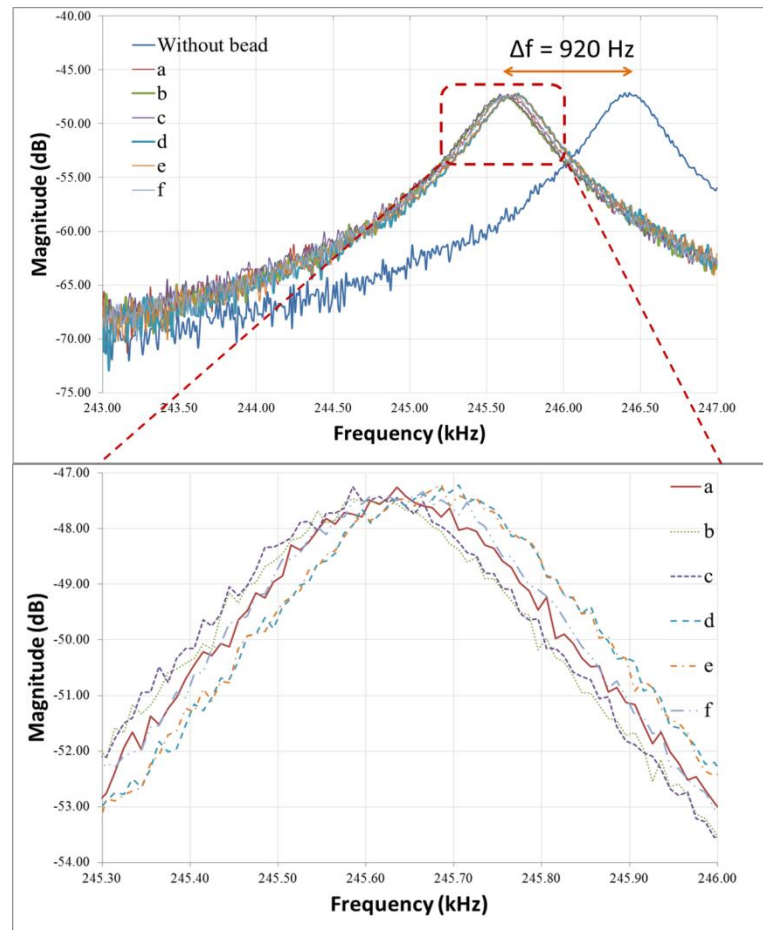 Without bead
a
b
c
d
e
f
Δf = 920 Hz
-40.00
-45.00
-50.00
-55.00
-60.00
-65.00
-70.00
-75.00
Magnitude (dB)
243.00 243.50 244.00 244.50 245.00 245.50 246.00 246.50 247.00
Frequency (kHz)
-47.00
-48.00
-49.00
-50.00
-51.00
-52.00
-53.00
-54.00
Magnitude (dB)
a
b
c
d
e
f
245.30 245.40 245.50 245.60 245.70 245.80 245.90 246.00
Frequency (kHz)